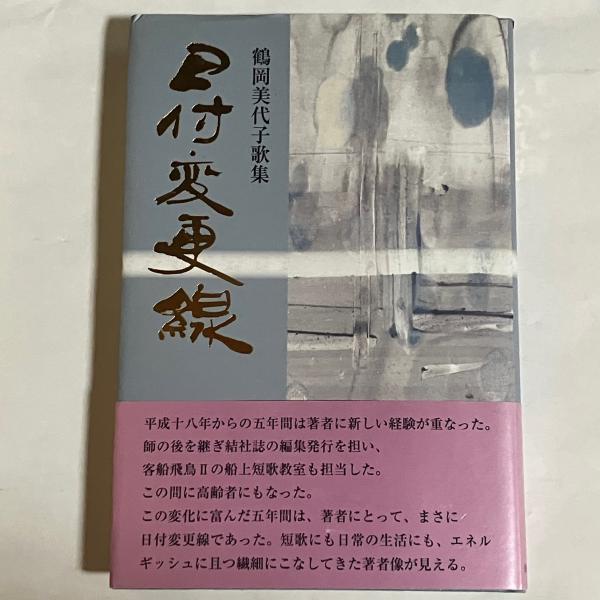 鶴岡美代子歌集
日付変更線
平成十八年からの五年間は著者に新しい経験が重なった。
師の後を継ぎ結社誌の編集発行を担い、
客船飛鳥Ⅱの船上短歌教室も担当した。
この間に高齢者にもなった。
この変化に富んだ五年間は、著者にとって、まさに
日付変更線であった。短歌にも日常の生活にも、エネル
ギッシュに且つ繊細にこなしてきた著者像が見える。